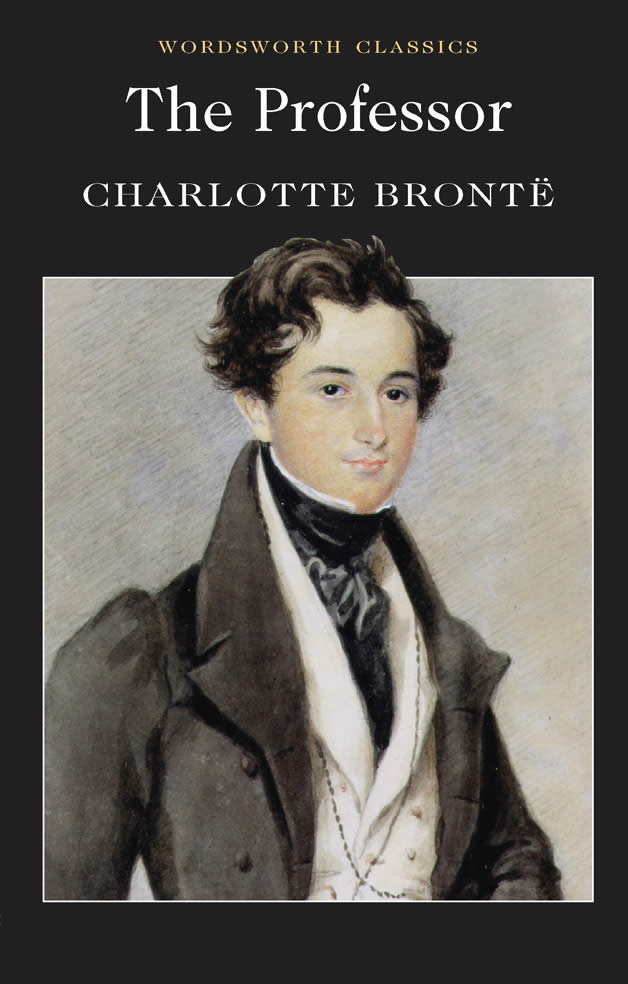 WORDSWORTH CLASSICS
The Professor
CHARLOTTE BRONTË